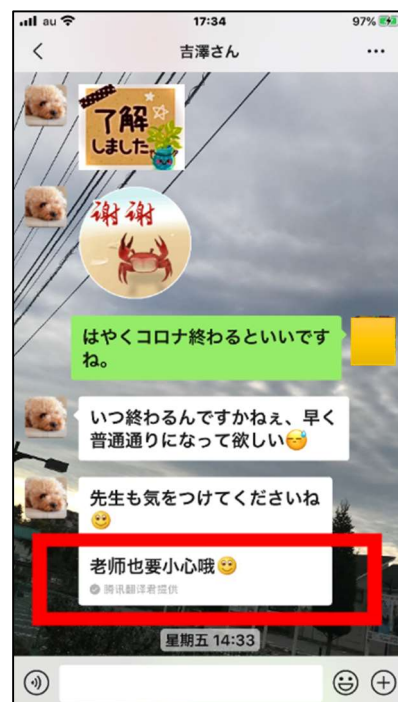 au
17:34
97%
吉澤さん
了解
しました
谢谢
はやくコロナ終わるといいです
ね。
いつ終わるんですかねぇ、早く
普通通りになって欲しい😅
先生も気をつけてくださいね
🙂
老师也要小心哦🙂
腾讯翻译君提供
星期五 14:33